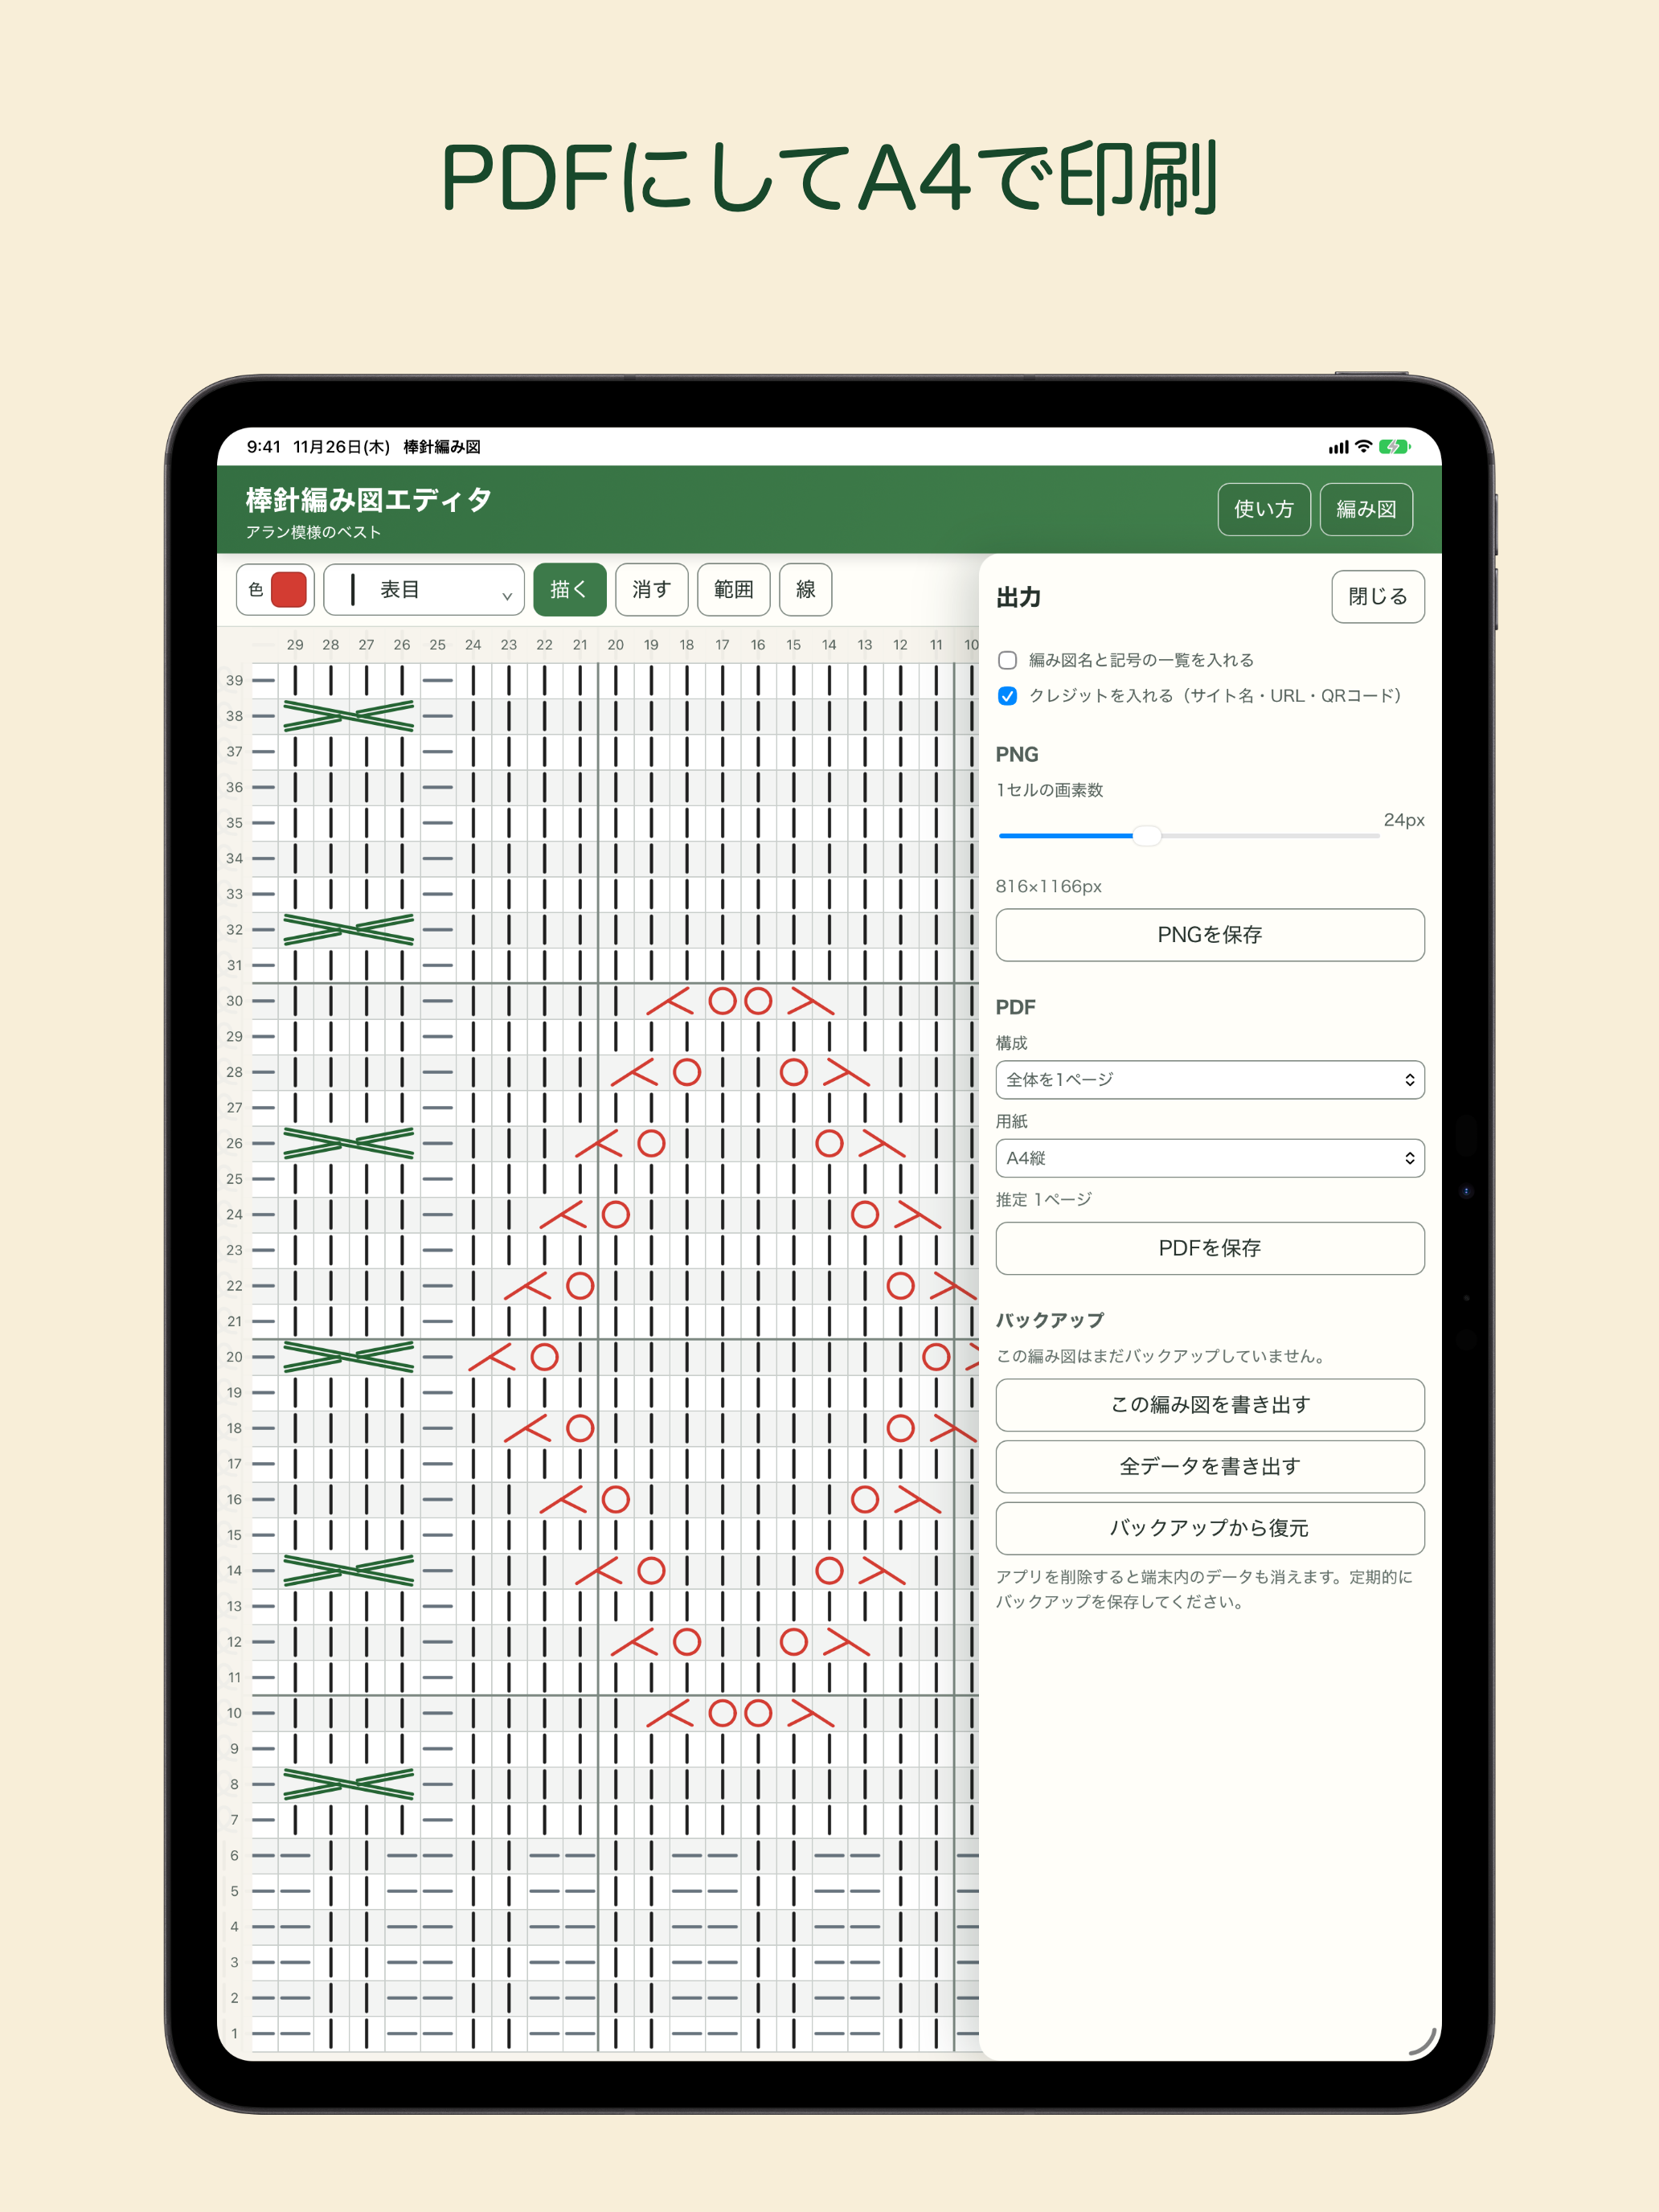 PDFにしてA4で印刷
9:41 11月26日(木) 棒針編み図
棒針編み図エディタ
アラン模様のベスト
使い方 編み図
色 表目 描く 消す 範囲 線
29 28 27 26 25 24 23 22 21 20 19 18 17 16 15 14 13 12 11 10
39
38
37
36
35
34
33
32
31
30
29
28
27
26
25
24
23
22
21
20
19
18
17
16
15
14
13
12
11
10
9
8
7
6
5
4
3
2
1
出力 閉じる
編み図名と記号の一覧を入れる
クレジットを入れる（サイト名・URL・QRコード）
PNG
1セルの画素数
24px
816×1166px
PNGを保存
PDF
構成
全体を1ページ
用紙
A4縦
推定 1ページ
PDFを保存
バックアップ
この編み図はまだバックアップしていません。
この編み図を書き出す
全データを書き出す
バックアップから復元
アプリを削除すると端末内のデータも消えます。定期的に
バックアップを保存してください。